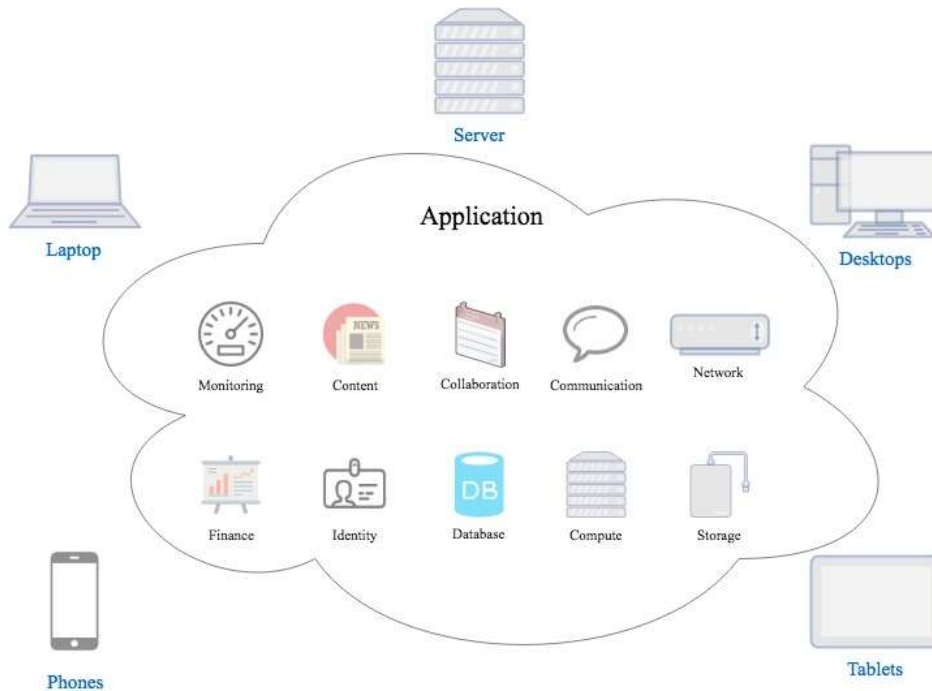 Server
Laptop
Desktops
Application
NEWS
Monitoring
Content
Collaboration
Communication
Network
DB
Finance
Identity
Database
Compute
Storage
Phones
Tablets